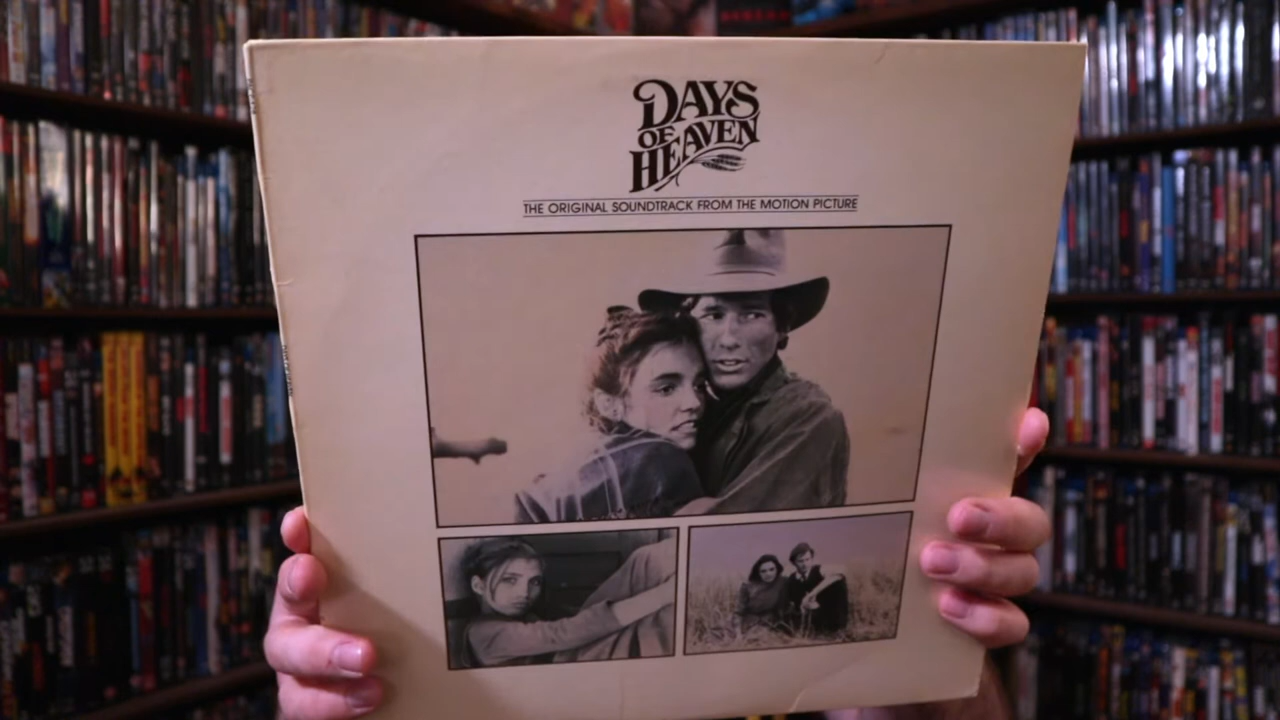 DAYS
OF
HEAVEN
THE ORIGINAL SOUNDTRACK FROM THE MOTION PICTURE